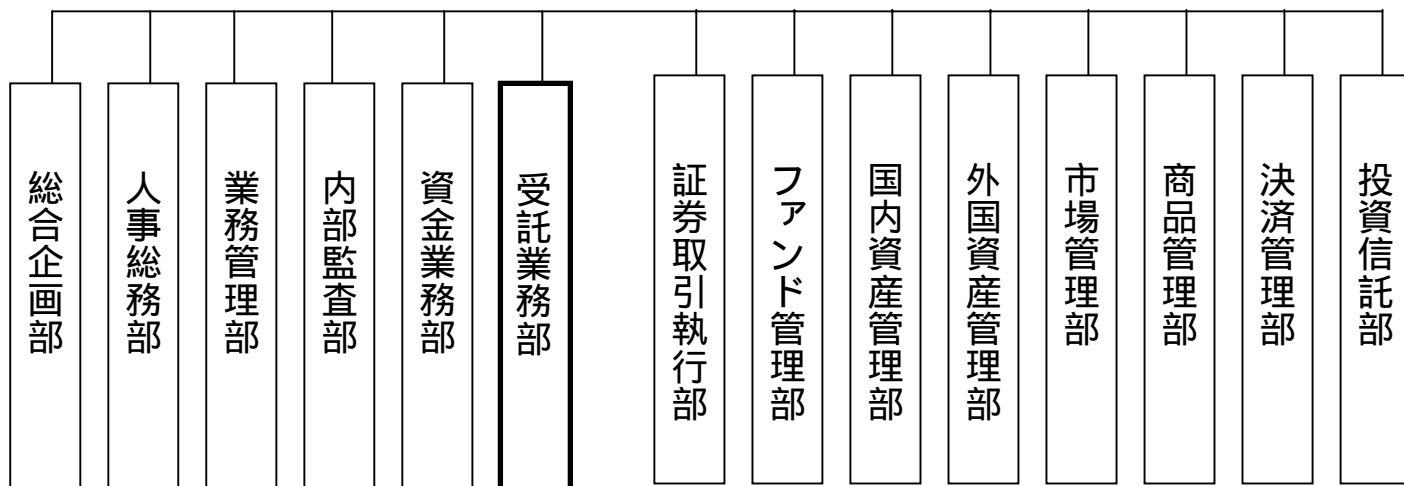 総合企画部
人事総務部
業務管理部
内部監査部
資金業務部
受託業務部
証券取引執行部
ファンド管理部
国内資産管理部
外国資産管理部
市場管理部
商品管理部
決済管理部
投資信託部